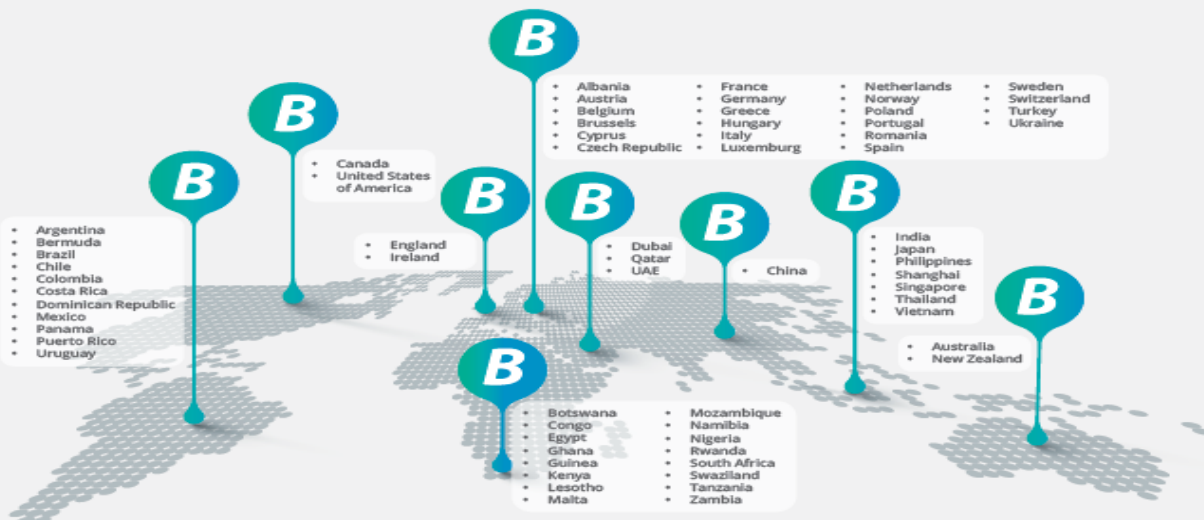 B
• Albania
• Austria
• Belgium
• Brussels
• Cyprus
• Czech Republic
• France
• Germany
• Greece
• Hungary
• Italy
• Luxemburg
• Netherlands
• Norway
• Poland
• Portugal
• Romania
• Spain
• Sweden
• Switzerland
• Turkey
• Ukraine
B
• Canada
• United States
of America
B
• Argentina
• Bermuda
• Brazil
• Chile
• Colombia
• Costa Rica
• Dominican Republic
• Mexico
• Panama
• Puerto Rico
• Uruguay
B
• England
• Ireland
B
• Dubai
• Qatar
• UAE
B
• China
B
• India
• Japan
• Philippines
• Shanghai
• Singapore
• Thailand
• Vietnam
B
• Australia
• New Zealand
B
• Botswana
• Congo
• Egypt
• Ghana
• Guinea
• Kenya
• Lesotho
• Malta
• Mozambique
• Namibia
• Nigeria
• Rwanda
• South Africa
• Swaziland
• Tanzania
• Zambia